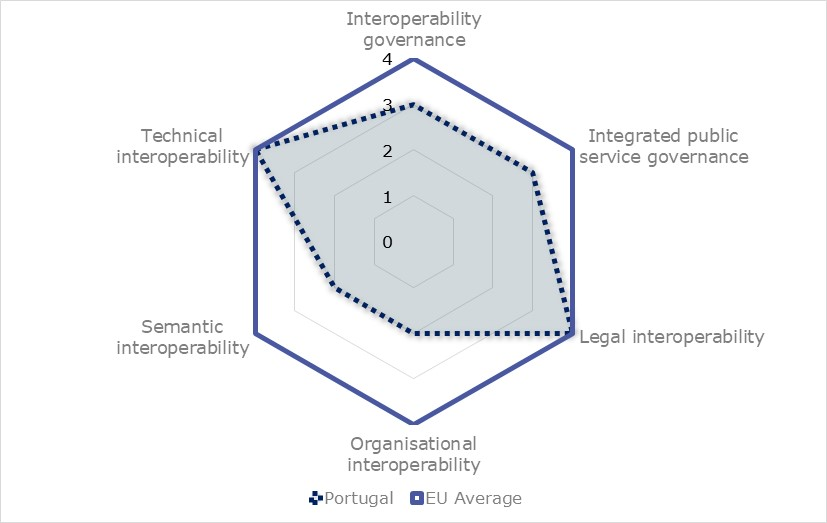 Interoperability
governance
4
3
Technical
interoperability
Integrated public
service governance
2
1
0
Semantic
interoperability
Legal interoperability
Organisational
interoperability
Portugal EU Average